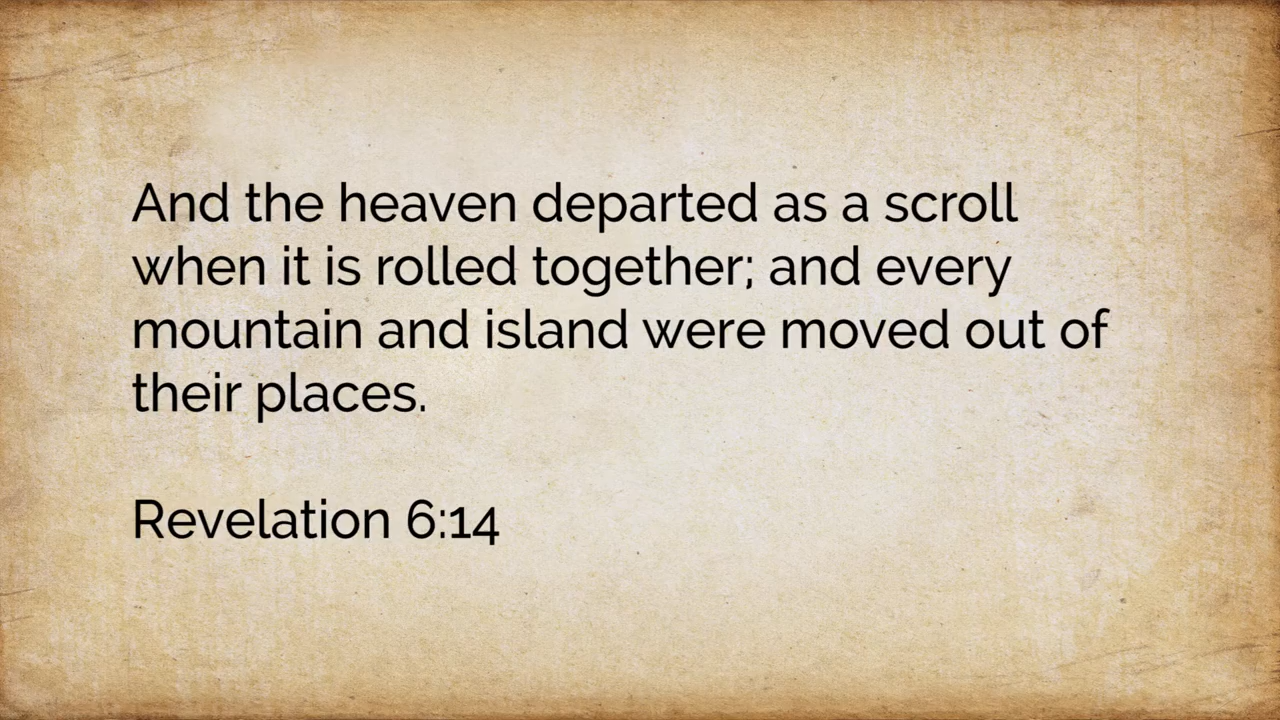 And the heaven departed as a scroll
when it is rolled together; and every
mountain and island were moved out of
their places.
Revelation 6:14